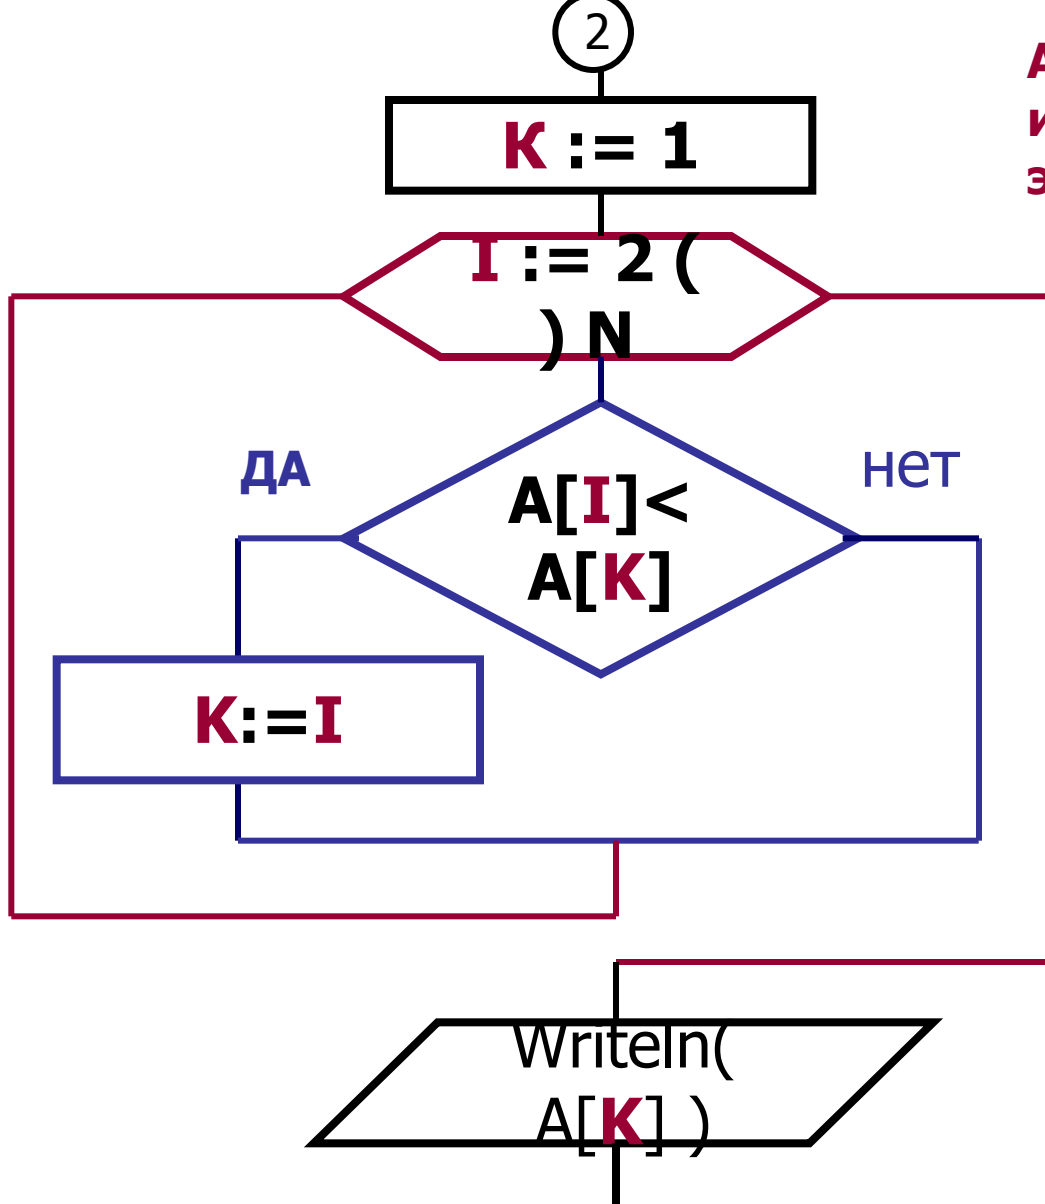 2
K := 1
I := 2 (
) N
ДА
нет
A[I]<
A[K]
K:=I
Writeln(
A[K] )